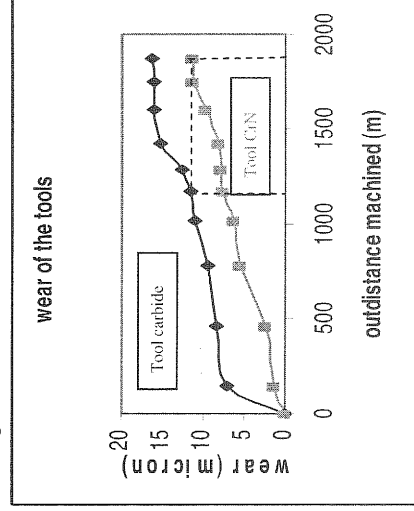 wear of the tools
wear (micron)
20
15
10
5
0
Tool carbide
Tool CrN
0
500
1000
1500
2000
outdistance machined (m)